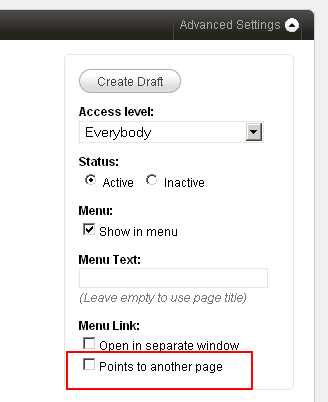 Advanced Settings
Create Draft
Access level:
Everybody
Status:
Active Inactive
Menu:
Show in menu
Menu Text:
(Leave empty to use page title)
Menu Link:
Open in separate window
Points to another page